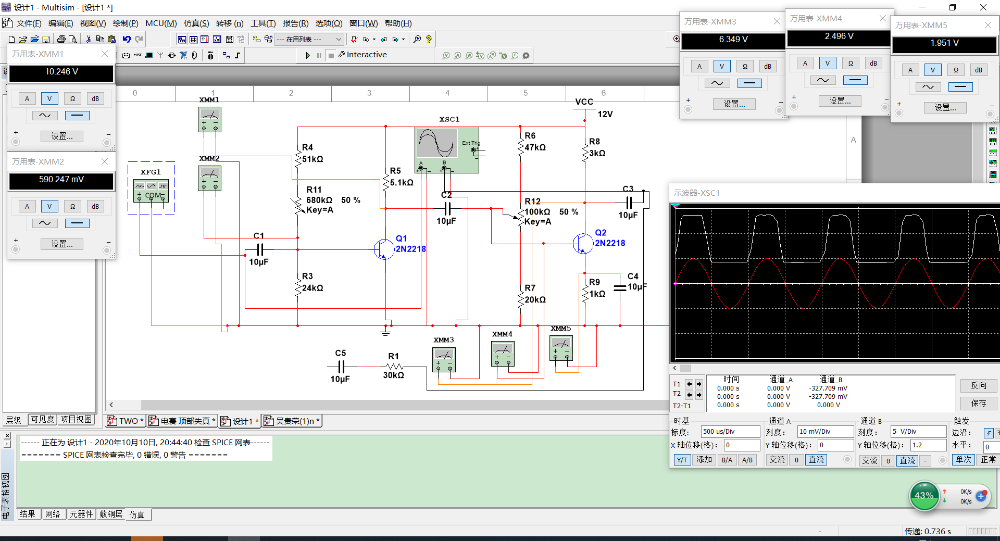 设计1 - Multisim - [设计1 *]
文件(F) 编辑(E) 视图(V) 绘制(P) MCU(M) 仿真(S) 转移 (n) 工具(T) 报告(R) 选项(O) 窗口(W) 帮助(H)
--- 在用列表 ---
MISC
Interactive
万用表-XMM1
10.246 V
A V Ω dB
+ 设置... −
万用表-XMM2
590.247 mV
A V Ω dB
+ 设置... −
万用表-XMM3
6.349 V
A V Ω dB
+ 设置... −
万用表-XMM4
2.496 V
A V Ω dB
+ 设置... −
万用表-XMM5
1.951 V
A V Ω dB
+ 设置... −
0 1 2 3 4 5 6
A
XMM1
XMM2
XFG1
COM
XSC1
Ext Trig
A B
VCC
12V
R4
51kΩ
R11
680kΩ 50 %
Key=A
R5
5.1kΩ
R6
47kΩ
R8
3kΩ
C2
10µF
R12
100kΩ 50 %
Key=A
C3
10µF
C1
10µF
Q1
2N2218
Q2
2N2218
R3
24kΩ
R7
20kΩ
R9
1kΩ
C4
10µF
XMM3
XMM4
XMM5
C5
10µF
R1
30kΩ
示波器-XSC1
时间 通道_A 通道_B
T1 0.000 s 0.000 V -327.709 mV
T2 0.000 s 0.000 V -327.709 mV
T2-T1 0.000 s 0.000 V 0.000 V
反向
保存
时基 通道 A 通道 B 触发
标度: 500 us/Div 刻度: 10 mV/Div 刻度: 5 V/Div 边沿:
X 轴位移(格): 0 Y 轴位移(格): 0 Y 轴位移(格): 1.2 水平: 0
Y/T 添加 B/A A/B 交流 0 直流 交流 0 直流 - 单次 正常
层级 可见度 项目视图
TWO * 电赛 顶部失真 * 设计1 * 吴贵荣(1)n *
------ 正在为 设计1 - 2020年10月10日, 20:44:40 检查 SPICE 网表------
======= SPICE 网表检查完毕, 0 错误, 0 警告 =======
电子表格视图
结果 网络 元器件 敷铜层 仿真
43%
0K/s
0K/s
- 传递: 0.736 s